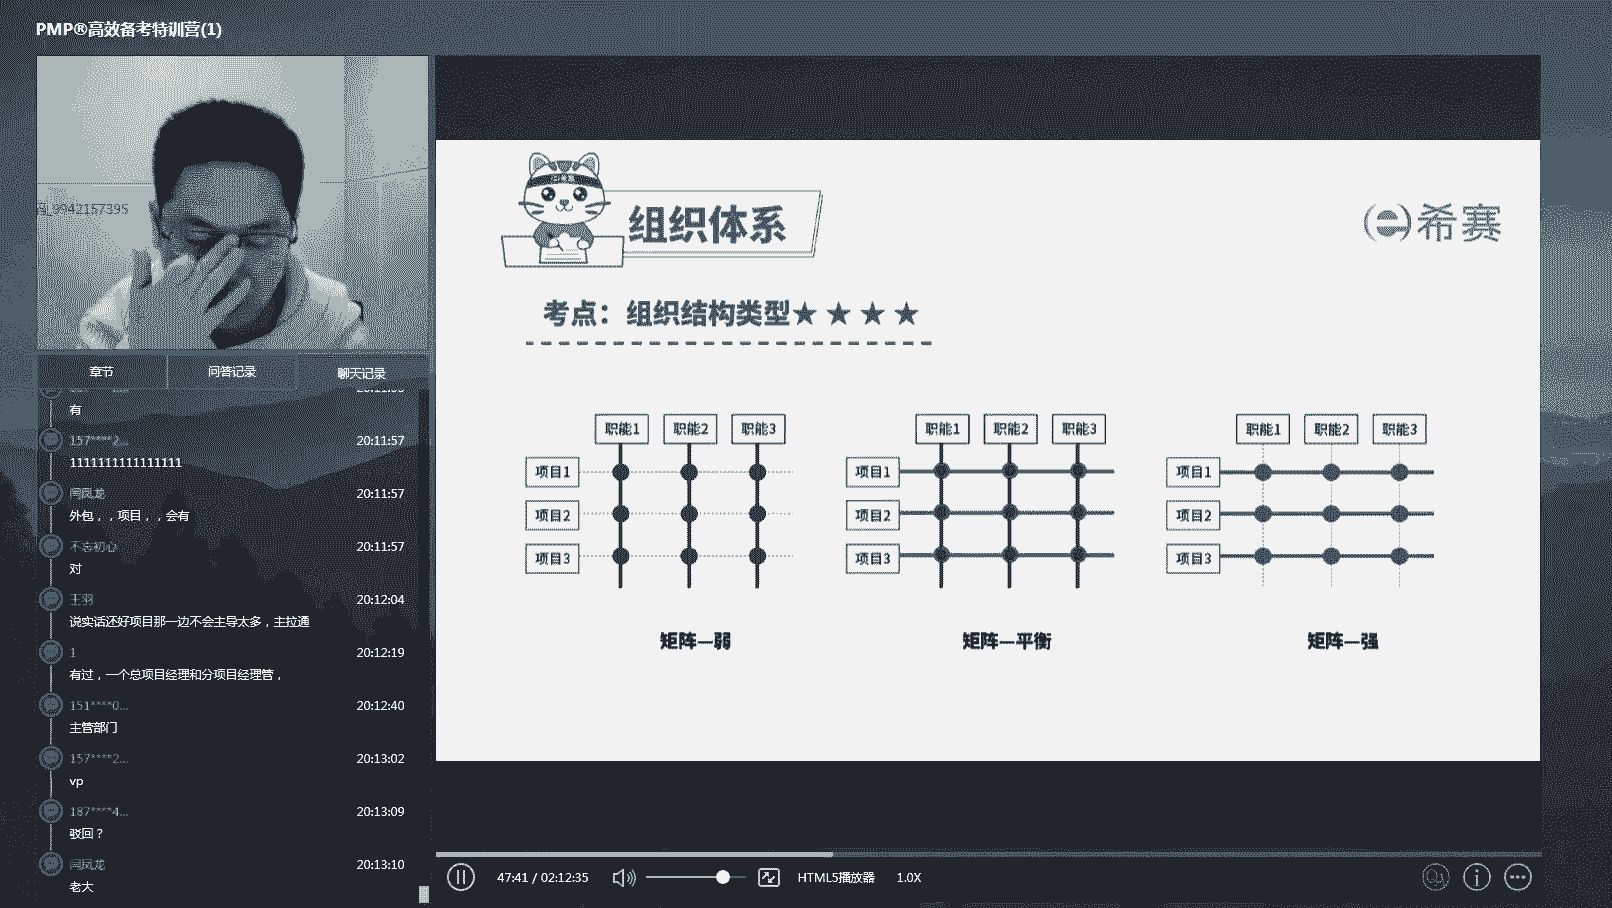 PMP®高效备考特训营(1)
9942157395
章节
问答记录
聊天记录
有
157****2...
20:11:57
1111111111111111
闫凤龙
20:11:57
外包，，项目，，会有
不忘初心
20:11:57
对
王羽
20:12:04
说实话还好项目那一边不会主导太多，主拉通
1
20:12:19
有过，一个总项目经理和分项目经理管，
151****0...
20:12:40
主管部门
157****2...
20:13:02
vp
187****4...
20:13:09
驳回？
闫凤龙
20:13:10
老大
组织体系
希赛
考点：组织结构类型★★★★
职能1 职能2 职能3
项目1
项目2
项目3
矩阵—弱
职能1 职能2 职能3
项目1
项目2
项目3
矩阵—平衡
职能1 职能2 职能3
项目1
项目2
项目3
矩阵—强
47:41 / 02:12:35
HTML5播放器
1.0X